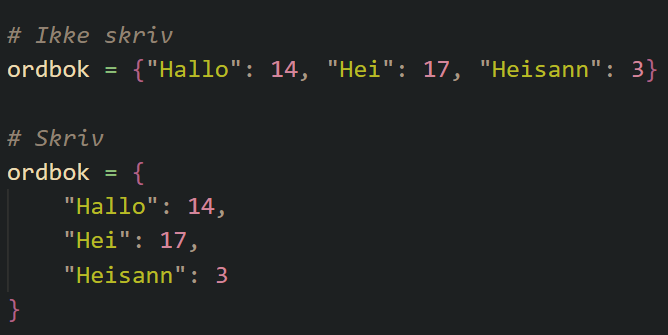 # Ikke skriv
ordbok = {"Hallo": 14, "Hei": 17, "Heisann": 3}
# Skriv
ordbok = {
    "Hallo": 14,
    "Hei": 17,
    "Heisann": 3
}